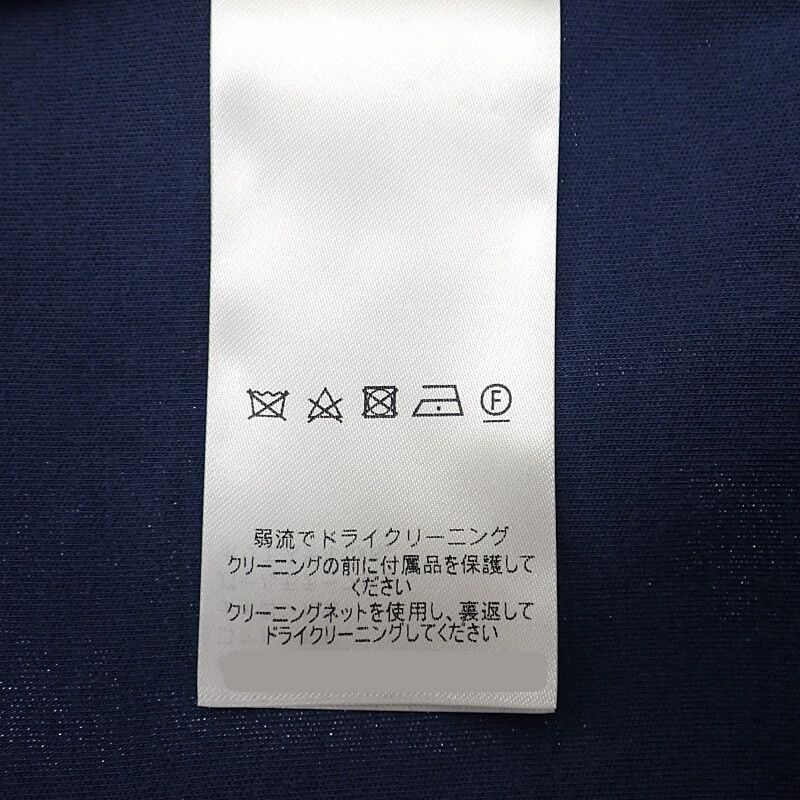 F
弱流でドライクリーニング
クリーニングの前に付属品を保護して
ください
クリーニングネットを使用し、裏返して
ドライクリーニングしてください